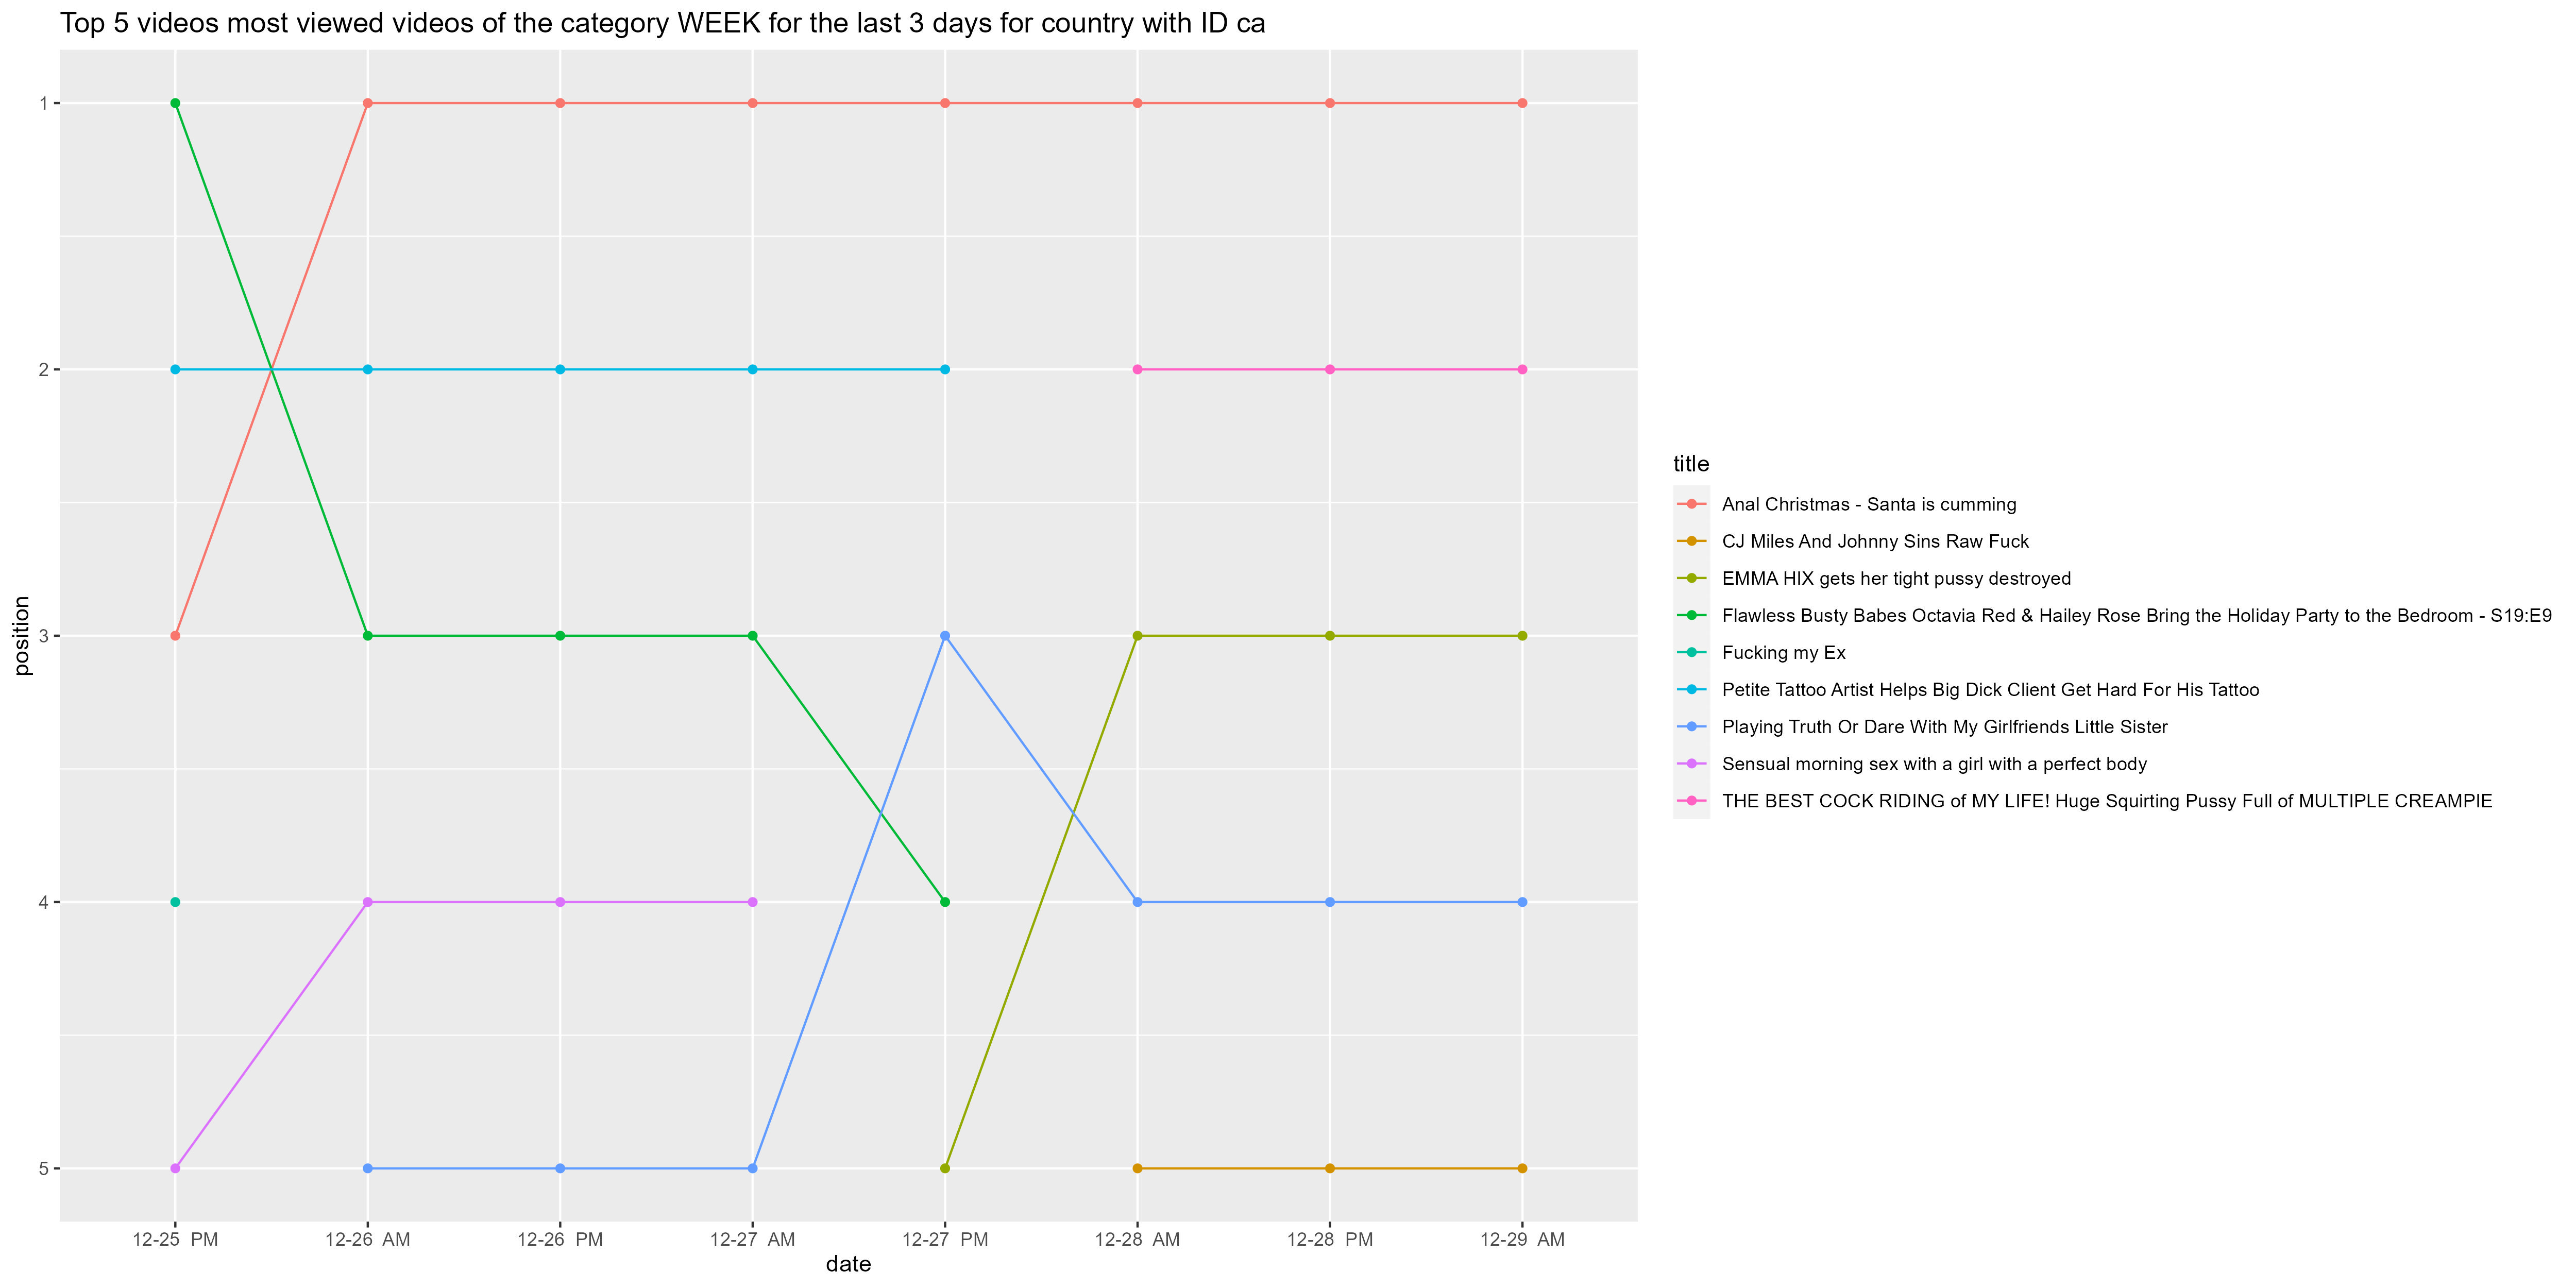 Top 5 videos most viewed videos of the category WEEK for the last 3 days for country with ID ca
1
2
3
4
5
position
12-25 PM
12-26 AM
12-26 PM
12-27 AM
12-27 PM
12-28 AM
12-28 PM
12-29 AM
date
title
Anal Christmas - Santa is cumming
CJ Miles And Johnny Sins Raw Fuck
EMMA HIX gets her tight pussy destroyed
Flawless Busty Babes Octavia Red & Hailey Rose Bring the Holiday Party to the Bedroom - S19:E9
Fucking my Ex
Petite Tattoo Artist Helps Big Dick Client Get Hard For His Tattoo
Playing Truth Or Dare With My Girlfriends Little Sister
Sensual morning sex with a girl with a perfect body
THE BEST COCK RIDING of MY LIFE! Huge Squirting Pussy Full of MULTIPLE CREAMPIE